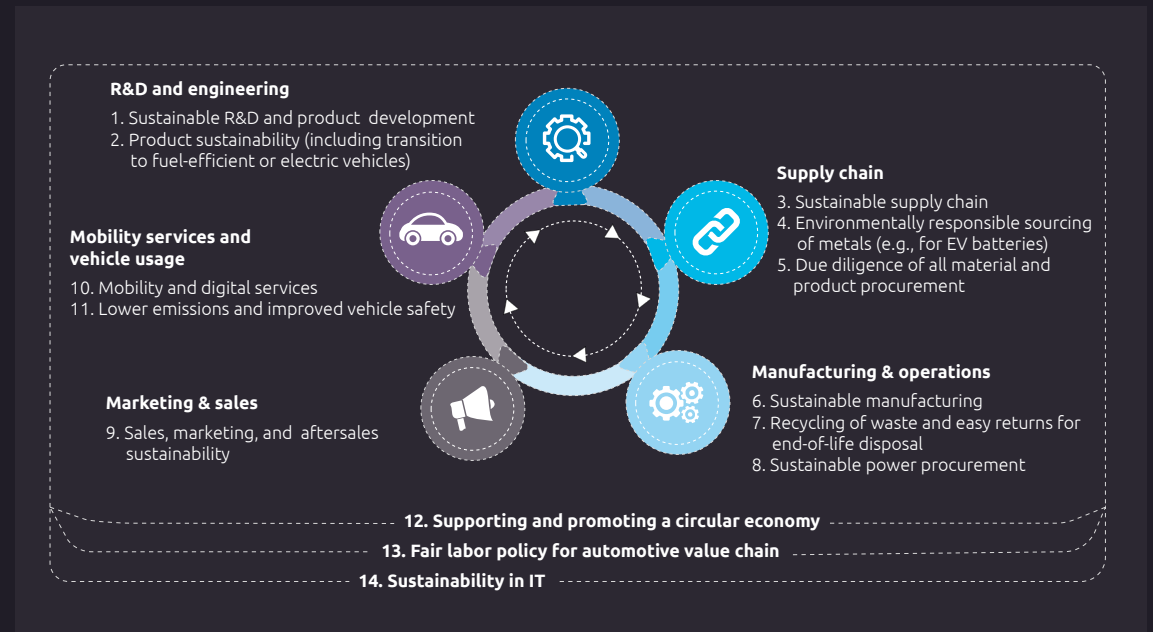 R&D and engineering
1. Sustainable R&D and product development
2. Product sustainability (including transition
to fuel-efficient or electric vehicles)
Supply chain
3. Sustainable supply chain
4. Environmentally responsible sourcing
of metals (e.g., for EV batteries)
5. Due diligence of all material and
product procurement
Manufacturing & operations
6. Sustainable manufacturing
7. Recycling of waste and easy returns for
end-of-life disposal
8. Sustainable power procurement
Marketing & sales
9. Sales, marketing, and aftersales
sustainability
Mobility services and
vehicle usage
10. Mobility and digital services
11. Lower emissions and improved vehicle safety
12. Supporting and promoting a circular economy
13. Fair labor policy for automotive value chain
14. Sustainability in IT